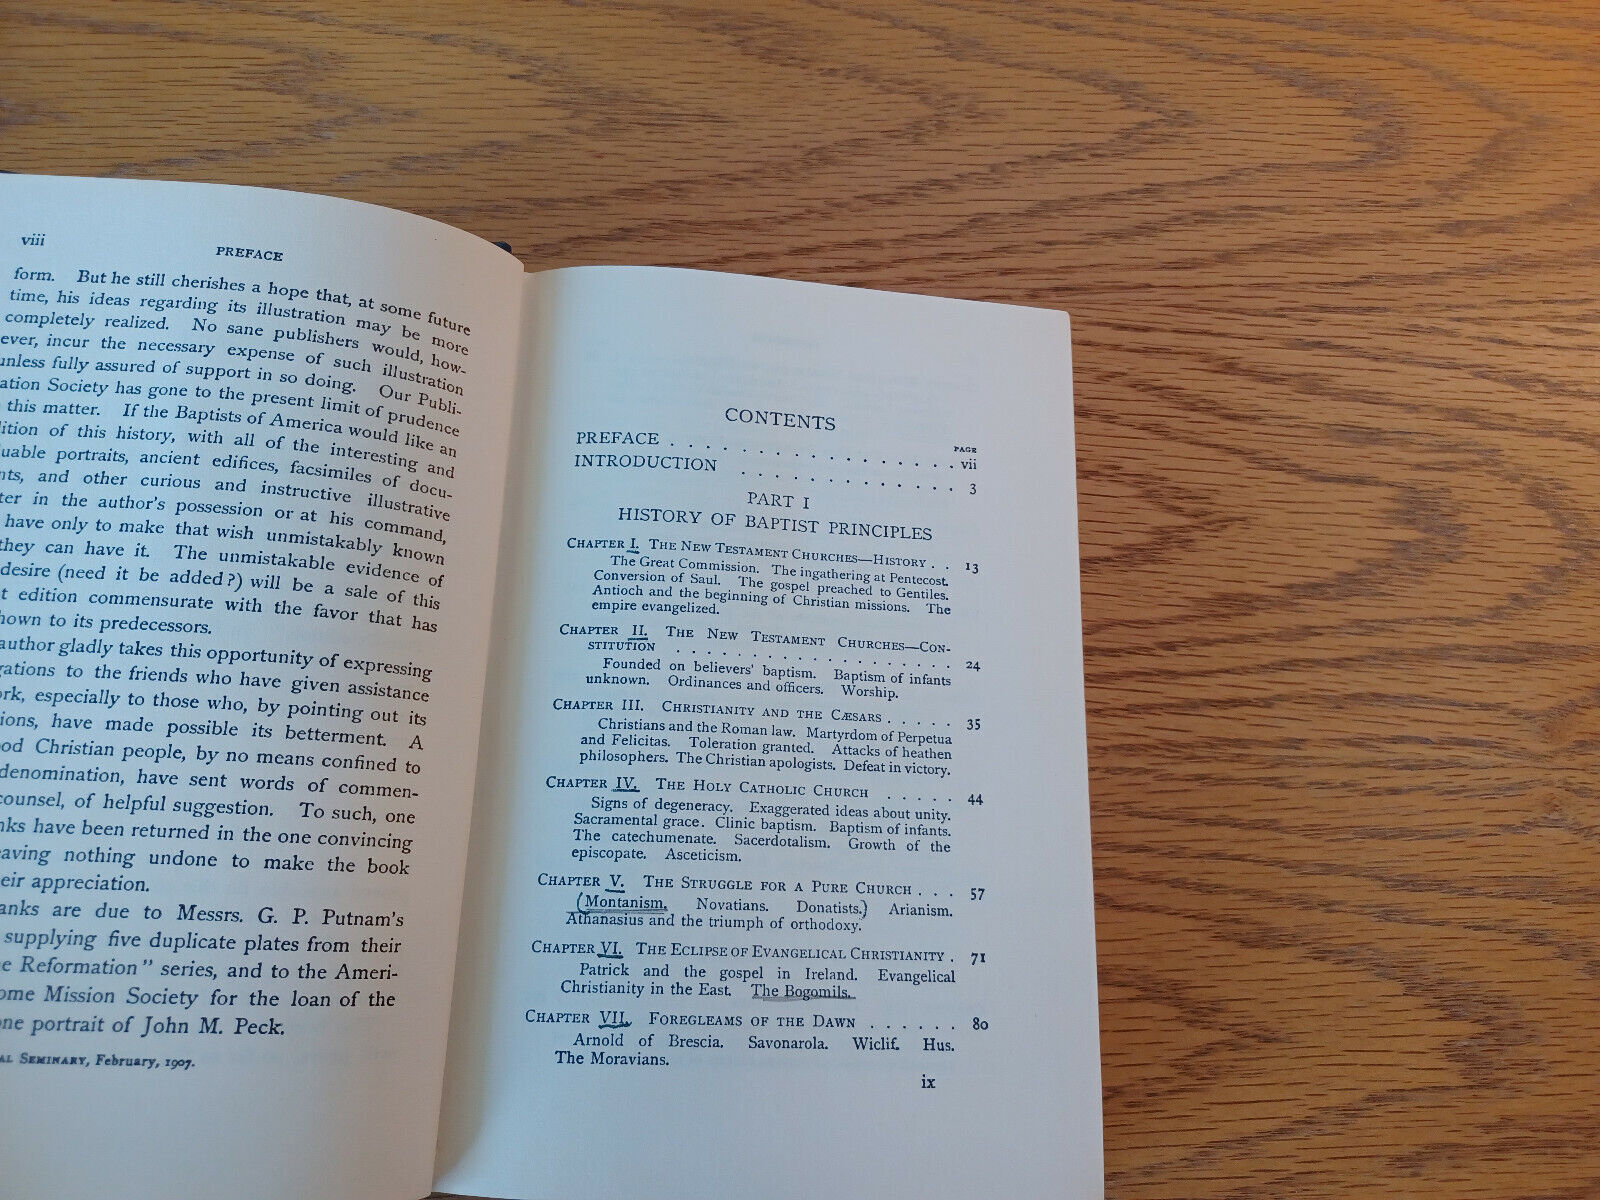 viii
PREFACE
form. But he still cherishes a hope that, at some future
time, his ideas regarding its illustration may be more
completely realized. No sane publishers would, how-
ever, incur the necessary expense of such illustration
unless fully assured of support in so doing. Our Publi-
ation Society has gone to the present limit of prudence
this matter. If the Baptists of America would like an
lition of this history, with all of the interesting and
luable portraits, ancient edifices, facsimiles of docu-
nts, and other curious and instructive illustrative
ter in the author's possession or at his command,
have only to make that wish unmistakably known
they can have it. The unmistakable evidence of
desire (need it be added?) will be a sale of this
t edition commensurate with the favor that has
hown to its predecessors.
author gladly takes this opportunity of expressing
gations to the friends who have given assistance
ork, especially to those who, by pointing out its
ions, have made possible its betterment. A
ood Christian people, by no means confined to
denomination, have sent words of commen-
counsel, of helpful suggestion. To such, one
nks have been returned in the one convincing
eaving nothing undone to make the book
eir appreciation.
anks are due to Messrs. G. P. Putnam's
supplying five duplicate plates from their
e Reformation" series, and to the Ameri-
ome Mission Society for the loan of the
one portrait of John M. Peck.
AL SEMINARY, February, 1907.
CONTENTS
PAGE
PREFACE . . . . . . . . . . . . . . . vii
INTRODUCTION . . . . . . . . . . . . 3
PART I
HISTORY OF BAPTIST PRINCIPLES
CHAPTER I. THE NEW TESTAMENT CHURCHES—HISTORY . . 13
The Great Commission. The ingathering at Pentecost.
Conversion of Saul. The gospel preached to Gentiles.
Antioch and the beginning of Christian missions. The
empire evangelized.
CHAPTER II. THE NEW TESTAMENT CHURCHES—CON-
STITUTION . . . . . . . . . . . . . . . . . 24
Founded on believers' baptism. Baptism of infants
unknown. Ordinances and officers. Worship.
CHAPTER III. CHRISTIANITY AND THE CÆSARS . . . . . 35
Christians and the Roman law. Martyrdom of Perpetua
and Felicitas. Toleration granted. Attacks of heathen
philosophers. The Christian apologists. Defeat in victory.
CHAPTER IV. THE HOLY CATHOLIC CHURCH . . . . . 44
Signs of degeneracy. Exaggerated ideas about unity.
Sacramental grace. Clinic baptism. Baptism of infants.
The catechumenate. Sacerdotalism. Growth of the
episcopate. Asceticism.
CHAPTER V. THE STRUGGLE FOR A PURE CHURCH . . . 57
(Montanism. Novatians. Donatists.) Arianism.
Athanasius and the triumph of orthodoxy.
CHAPTER VI. THE ECLIPSE OF EVANGELICAL CHRISTIANITY . 71
Patrick and the gospel in Ireland. Evangelical
Christianity in the East. The Bogomils.
CHAPTER VII. FOREGLEAMS OF THE DAWN . . . . . . 80
Arnold of Brescia. Savonarola. Wiclif. Hus.
The Moravians.
ix